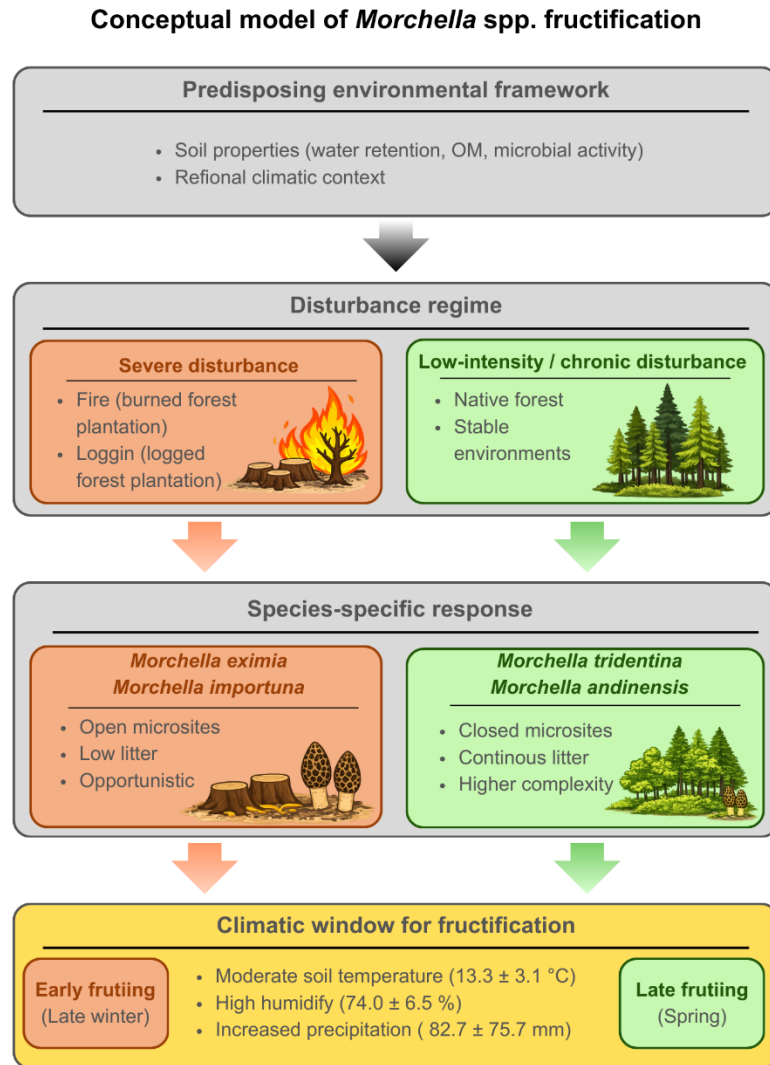 Conceptual model of Morchella spp. fructification
Predisposing environmental framework
• Soil properties (water retention, OM, microbial activity)
• Refional climatic context
Disturbance regime
Severe disturbance
• Fire (burned forest
plantation)
• Loggin (logged
forest plantation)
Low-intensity / chronic disturbance
• Native forest
• Stable
environments
Species-specific response
Morchella eximia
Morchella importuna
• Open microsites
• Low litter
• Opportunistic
Morchella tridentina
Morchella andinensis
• Closed microsites
• Continous litter
• Higher complexity
Climatic window for fructification
Early frutiing
(Late winter)
• Moderate soil temperature (13.3 ± 3.1 °C)
• High humidify (74.0 ± 6.5 %)
• Increased precipitation ( 82.7 ± 75.7 mm)
Late frutiing
(Spring)